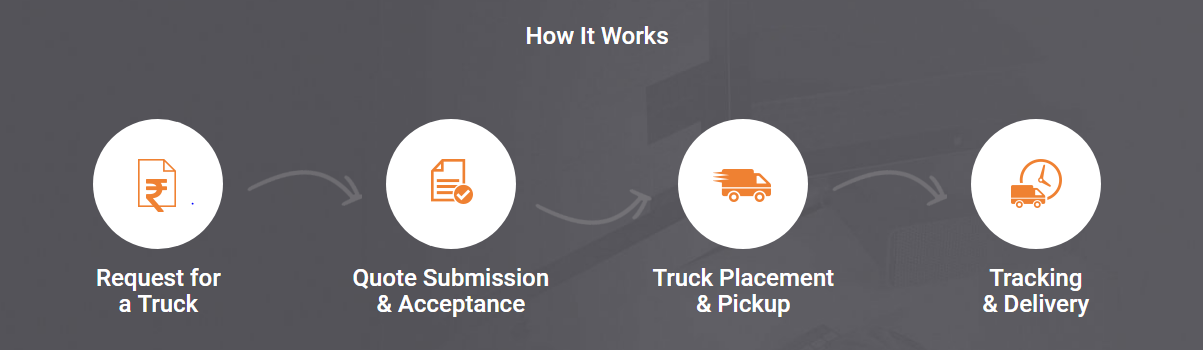 How It Works
Request for
a Truck
Quote Submission
& Acceptance
Truck Placement
& Pickup
Tracking
& Delivery